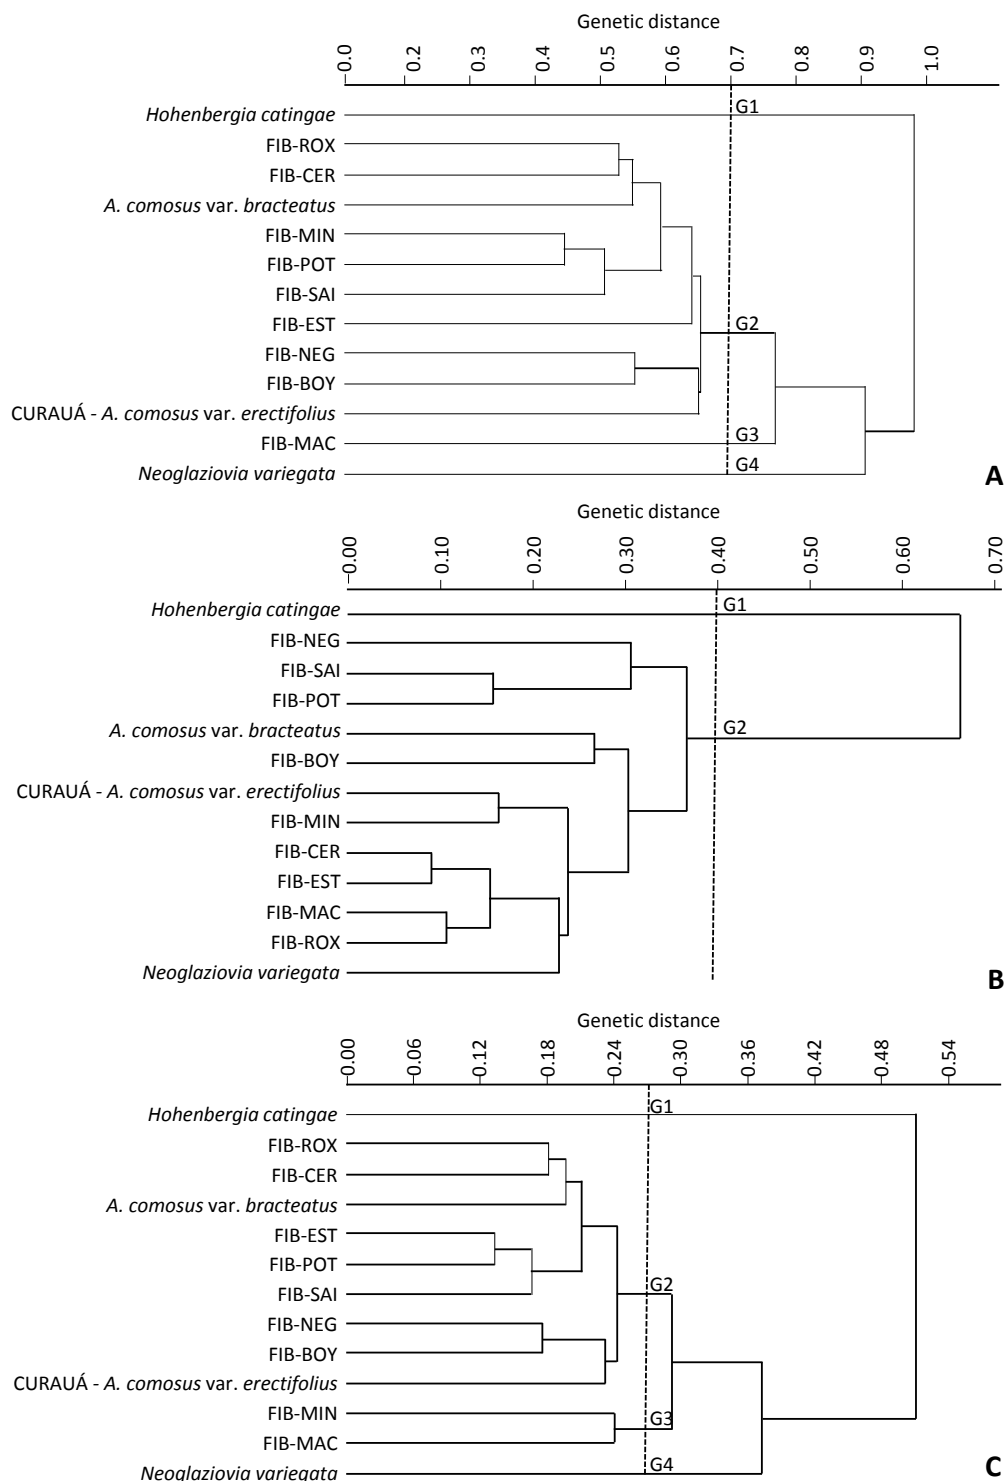 Genetic distance
0.0 0.2 0.3 0.4 0.5 0.6 0.7 0.8 0.9 1.0
Hohenbergia catingae G1
FIB-ROX
FIB-CER
A. comosus var. bracteatus
FIB-MIN
FIB-POT
FIB-SAI
FIB-EST
G2
FIB-NEG
FIB-BOY
CURAUÁ - A. comosus var. erectifolius
FIB-MAC G3
Neoglaziovia variegata G4
A
Genetic distance
0.00 0.10 0.20 0.30 0.40 0.50 0.60 0.70
Hohenbergia catingae G1
FIB-NEG
FIB-SAI
FIB-POT
A. comosus var. bracteatus G2
FIB-BOY
CURAUÁ - A. comosus var. erectifolius
FIB-MIN
FIB-CER
FIB-EST
FIB-MAC
FIB-ROX
Neoglaziovia variegata
B
Genetic distance
0.00 0.06 0.12 0.18 0.24 0.30 0.36 0.42 0.48 0.54
Hohenbergia catingae G1
FIB-ROX
FIB-CER
A. comosus var. bracteatus
FIB-EST
FIB-POT
G2
FIB-SAI
FIB-NEG
FIB-BOY
CURAUÁ - A. comosus var. erectifolius
FIB-MIN
G3
FIB-MAC
Neoglaziovia variegata G4
C